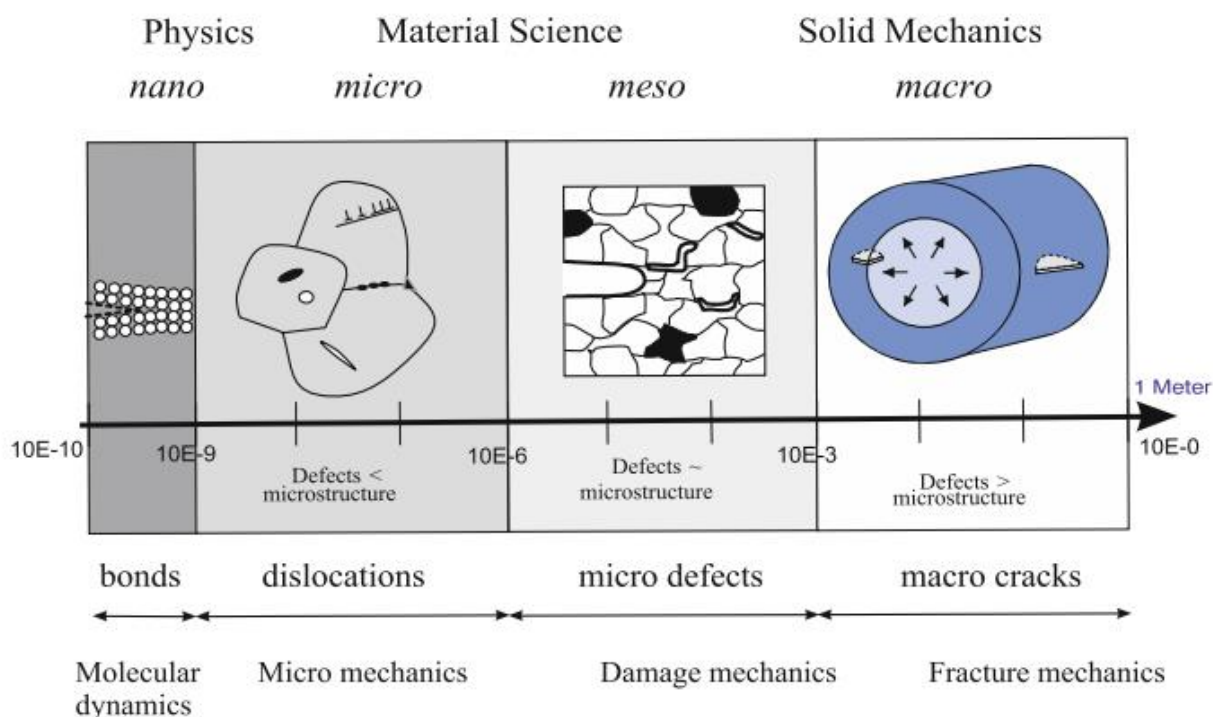 Physics Material Science Solid Mechanics
nano micro meso macro
1 Meter
10E-10 10E-9 10E-6 10E-3 10E-0
Defects <
microstructure
Defects ~
microstructure
Defects >
microstructure
bonds dislocations micro defects macro cracks
Molecular
dynamics
Micro mechanics Damage mechanics Fracture mechanics